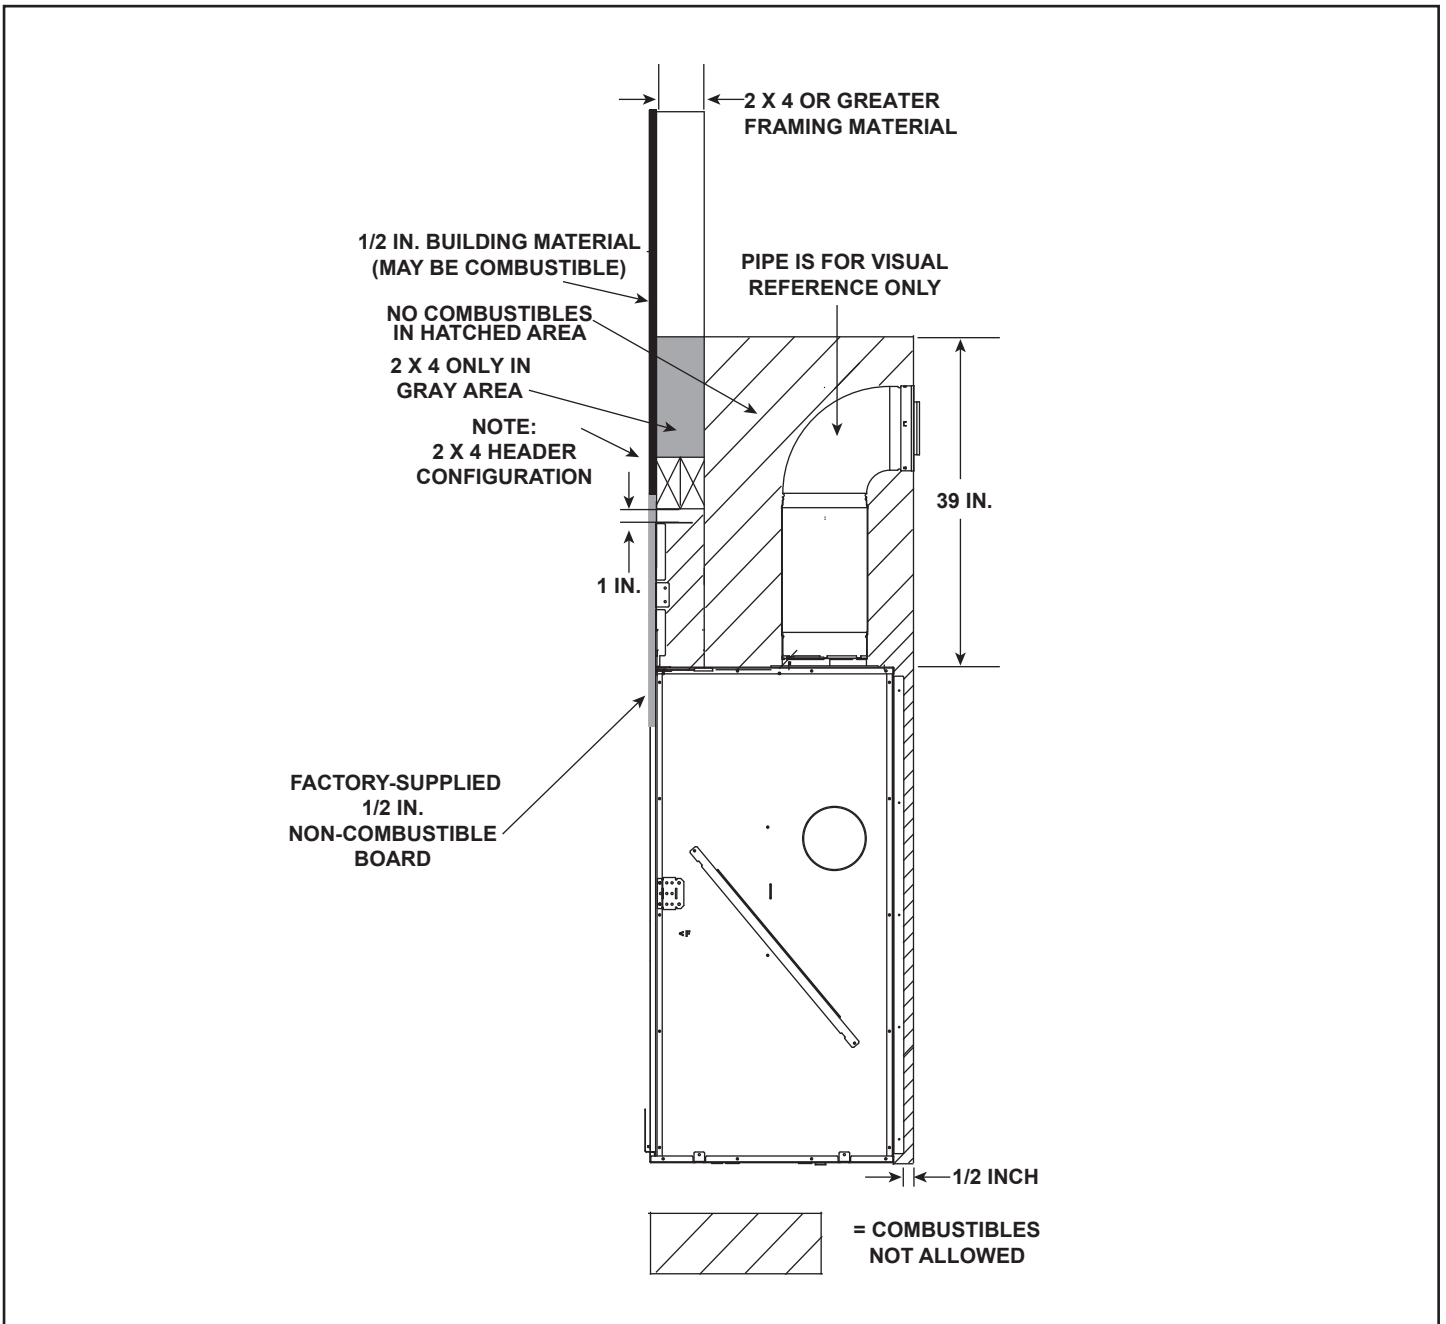 2 X 4 OR GREATER
FRAMING MATERIAL
1/2 IN. BUILDING MATERIAL
(MAY BE COMBUSTIBLE)
PIPE IS FOR VISUAL
REFERENCE ONLY
NO COMBUSTIBLES
IN HATCHED AREA
2 X 4 ONLY IN
GRAY AREA
NOTE:
2 X 4 HEADER
CONFIGURATION
39 IN.
1 IN.
FACTORY-SUPPLIED
1/2 IN.
NON-COMBUSTIBLE
BOARD
1/2 INCH
= COMBUSTIBLES
NOT ALLOWED